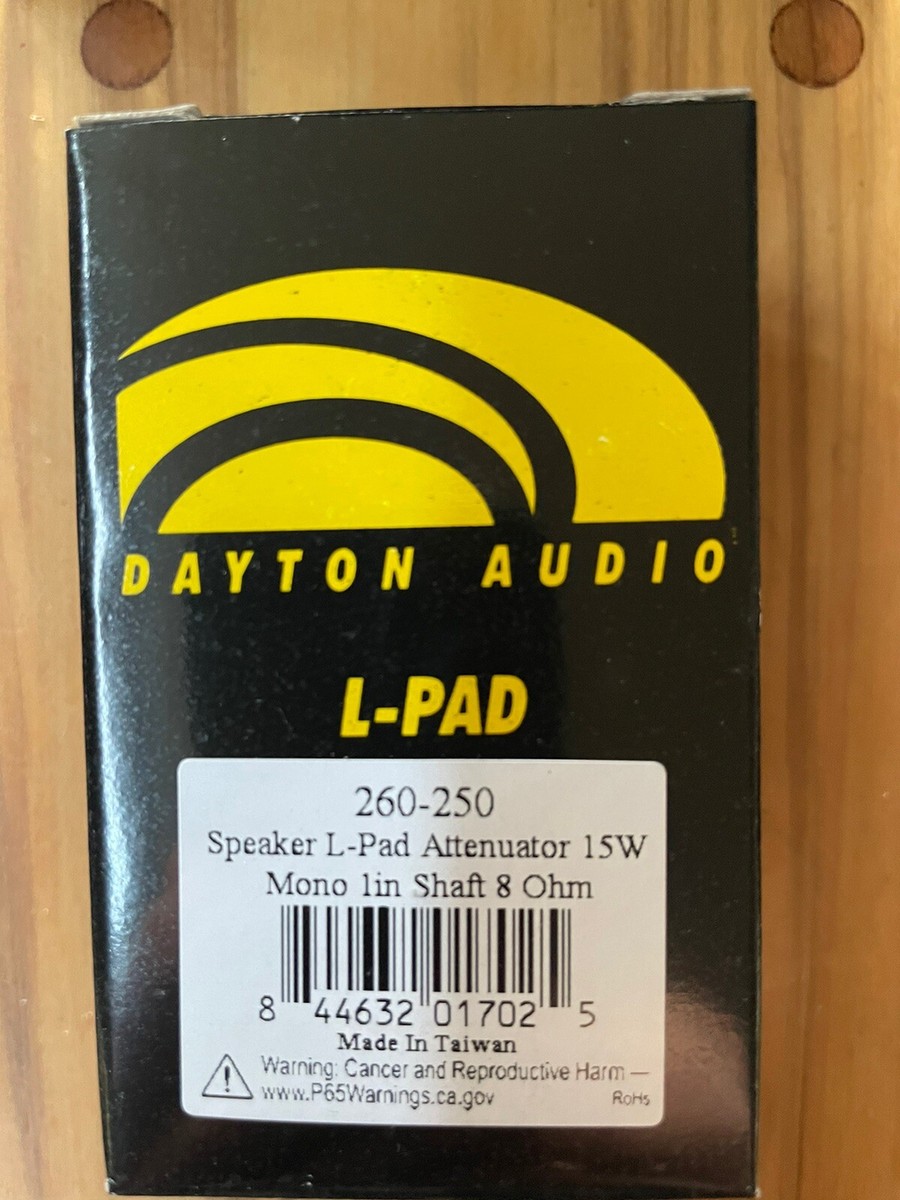 DAYTON AUDIO
L-PAD
260-250
Speaker L-Pad Attenuator 15W
Mono 1in Shaft 8 Ohm
8 44632 01702 5
Made In Taiwan
Warning: Cancer and Reproductive Harm —
www.P65Warnings.ca.gov
RoHs